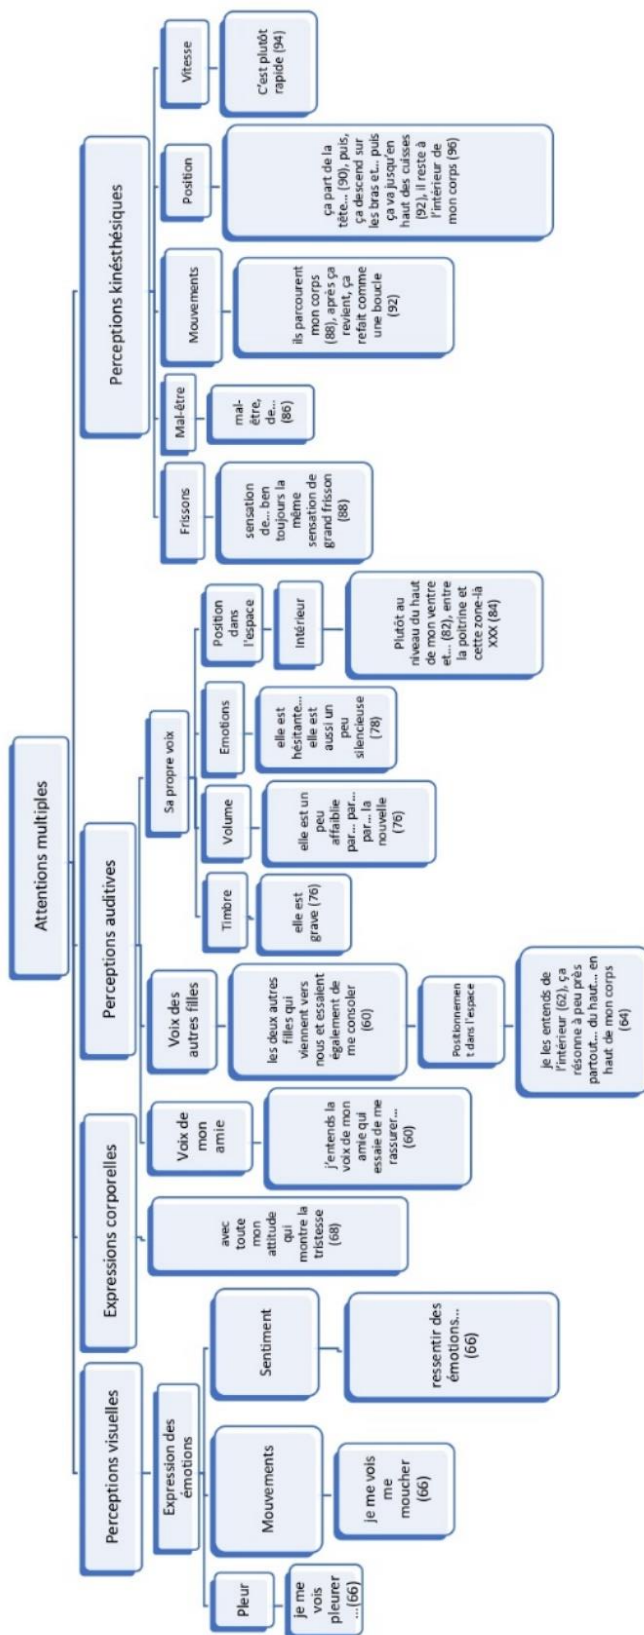 Attentions multiples
Perceptions visuelles
Expression des
émotions
Pleur
je me
vois
pleurer
...(66)
Mouvements
je me vois
me
moucher
(66)
Sentiment
ressentir des
émotions...
(66)
Expressions corporelles
avec
toute
mon
attitude
qui
montre la
tristesse
(68)
Perceptions auditives
Voix de
mon
amie
j'entends la
voix de mon
amie qui
essaie de me
rassurer...
(60)
Voix des
autres filles
les deux autres
filles qui
viennent vers
nous et essaient
également de
me consoler
(60)
Positionnemen
t dans l'espace
je les entends de
l'intérieur (62), ça
résonne à peu près
partout... du haut... en
haut de mon corps
(64)
Sa propre voix
Timbre
elle est
grave (76)
Volume
elle est un
peu
affaiblie
par... par...
par... la
nouvelle
(76)
Emotions
elle est
hésitante...
elle est
aussi un
peu
silencieuse
(78)
Position
dans
l'espace
Intérieur
Plutôt au
niveau du haut
de mon ventre
et... (82), entre
la poitrine et
cette zone-là
XXX (84)
Perceptions kinésthésiques
Frissons
sensation
de... ben
toujours la
même
sensation de
grand frisson
(88)
Mal-être
mal-
être,
de...
(86)
Mouvements
ils parcourent
mon corps
(88), après ça
revient, ça
refait comme
une boucle
(92)
Position
ça part de la
tête... (90), puis,
ça descend sur
les bras et... puis
ça va jusqu'en
haut des cuisses
(92), il reste à
l'intérieur de
mon corps (96)
Vitesse
C'est plutôt
rapide (94)